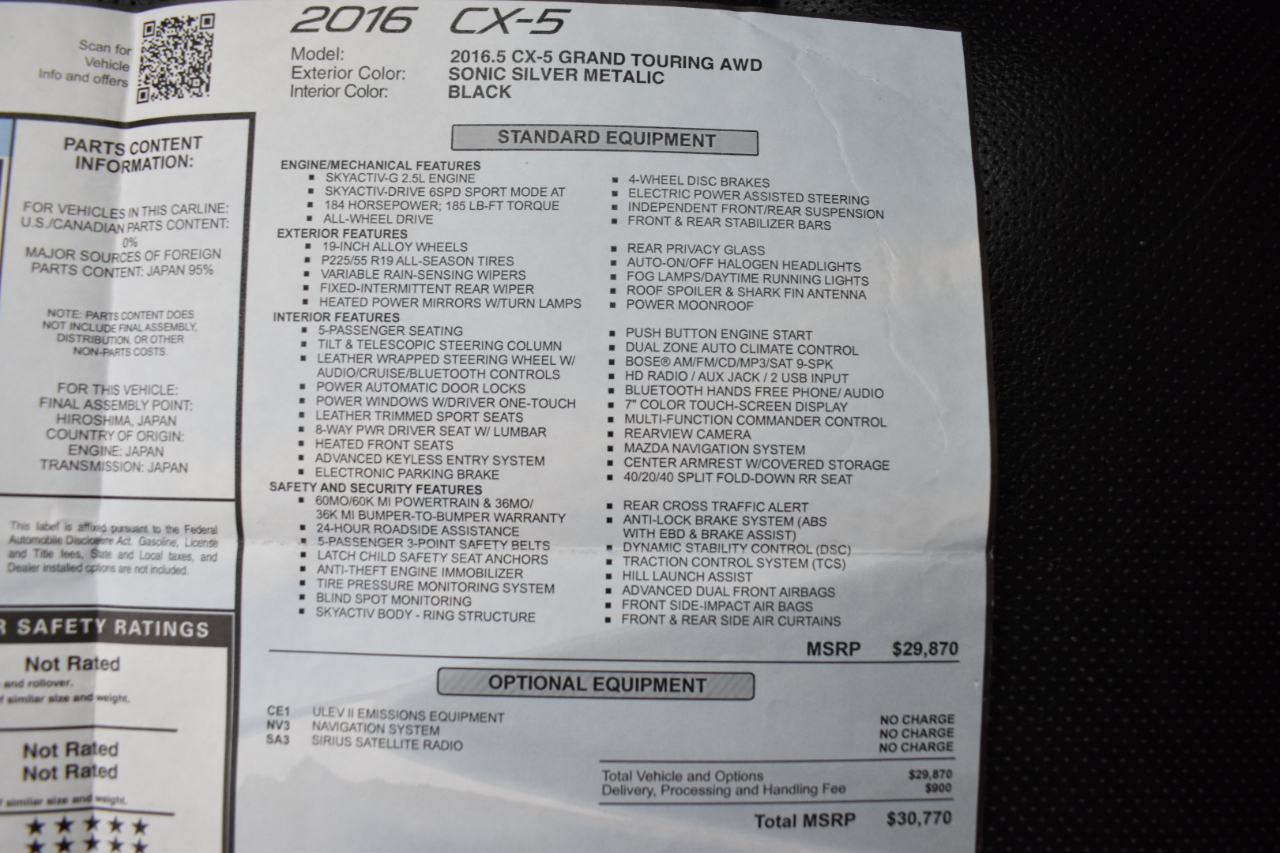 Scan for
Vehicle
Info and offers
PARTS CONTENT
INFORMATION:
FOR VEHICLES IN THIS CARLINE:
U.S./CANADIAN PARTS CONTENT:
0%
MAJOR SOURCES OF FOREIGN
PARTS CONTENT: JAPAN 95%
NOTE: PARTS CONTENT DOES
NOT INCLUDE FINAL ASSEMBLY,
DISTRIBUTION, OR OTHER
NON-PARTS COSTS.
FOR THIS VEHICLE:
FINAL ASSEMBLY POINT:
HIROSHIMA, JAPAN
COUNTRY OF ORIGIN:
ENGINE: JAPAN
TRANSMISSION: JAPAN
This label is affixed pursuant to the Federal
Automobile Disclosure Act. Gasoline, License
and Title fees, State and Local taxes, and
Dealer installed options are not included.
R SAFETY RATINGS
Not Rated
and rollover.
f similar size and weight.
Not Rated
Not Rated
f similar size and weight.
★★★★★
★★★★★
2016 CX-5
Model: 2016.5 CX-5 GRAND TOURING AWD
Exterior Color: SONIC SILVER METALIC
Interior Color: BLACK
STANDARD EQUIPMENT
ENGINE/MECHANICAL FEATURES
▪ SKYACTIV-G 2.5L ENGINE
▪ SKYACTIV-DRIVE 6SPD SPORT MODE AT
▪ 184 HORSEPOWER; 185 LB-FT TORQUE
▪ ALL-WHEEL DRIVE
▪ 4-WHEEL DISC BRAKES
▪ ELECTRIC POWER ASSISTED STEERING
▪ INDEPENDENT FRONT/REAR SUSPENSION
▪ FRONT & REAR STABILIZER BARS
EXTERIOR FEATURES
▪ 19-INCH ALLOY WHEELS
▪ P225/55 R19 ALL-SEASON TIRES
▪ VARIABLE RAIN-SENSING WIPERS
▪ FIXED-INTERMITTENT REAR WIPER
▪ HEATED POWER MIRRORS W/TURN LAMPS
▪ REAR PRIVACY GLASS
▪ AUTO-ON/OFF HALOGEN HEADLIGHTS
▪ FOG LAMPS/DAYTIME RUNNING LIGHTS
▪ ROOF SPOILER & SHARK FIN ANTENNA
▪ POWER MOONROOF
INTERIOR FEATURES
▪ 5-PASSENGER SEATING
▪ TILT & TELESCOPIC STEERING COLUMN
▪ LEATHER WRAPPED STEERING WHEEL W/
AUDIO/CRUISE/BLUETOOTH CONTROLS
▪ POWER AUTOMATIC DOOR LOCKS
▪ POWER WINDOWS W/DRIVER ONE-TOUCH
▪ LEATHER TRIMMED SPORT SEATS
▪ 8-WAY PWR DRIVER SEAT W/ LUMBAR
▪ HEATED FRONT SEATS
▪ ADVANCED KEYLESS ENTRY SYSTEM
▪ ELECTRONIC PARKING BRAKE
▪ PUSH BUTTON ENGINE START
▪ DUAL ZONE AUTO CLIMATE CONTROL
▪ BOSE® AM/FM/CD/MP3/SAT 9-SPK
▪ HD RADIO / AUX JACK / 2 USB INPUT
▪ BLUETOOTH HANDS FREE PHONE/ AUDIO
▪ 7" COLOR TOUCH-SCREEN DISPLAY
▪ MULTI-FUNCTION COMMANDER CONTROL
▪ REARVIEW CAMERA
▪ MAZDA NAVIGATION SYSTEM
▪ CENTER ARMREST W/COVERED STORAGE
▪ 40/20/40 SPLIT FOLD-DOWN RR SEAT
SAFETY AND SECURITY FEATURES
▪ 60MO/60K MI POWERTRAIN & 36MO/
36K MI BUMPER-TO-BUMPER WARRANTY
▪ 24-HOUR ROADSIDE ASSISTANCE
▪ 5-PASSENGER 3-POINT SAFETY BELTS
▪ LATCH CHILD SAFETY SEAT ANCHORS
▪ ANTI-THEFT ENGINE IMMOBILIZER
▪ TIRE PRESSURE MONITORING SYSTEM
▪ BLIND SPOT MONITORING
▪ SKYACTIV BODY - RING STRUCTURE
▪ REAR CROSS TRAFFIC ALERT
▪ ANTI-LOCK BRAKE SYSTEM (ABS
WITH EBD & BRAKE ASSIST)
▪ DYNAMIC STABILITY CONTROL (DSC)
▪ TRACTION CONTROL SYSTEM (TCS)
▪ HILL LAUNCH ASSIST
▪ ADVANCED DUAL FRONT AIRBAGS
▪ FRONT SIDE-IMPACT AIR BAGS
▪ FRONT & REAR SIDE AIR CURTAINS
MSRP $29,870
OPTIONAL EQUIPMENT
CE1 ULEV II EMISSIONS EQUIPMENT NO CHARGE
NV3 NAVIGATION SYSTEM NO CHARGE
SA3 SIRIUS SATELLITE RADIO NO CHARGE
Total Vehicle and Options $29,870
Delivery, Processing and Handling Fee $900
Total MSRP $30,770